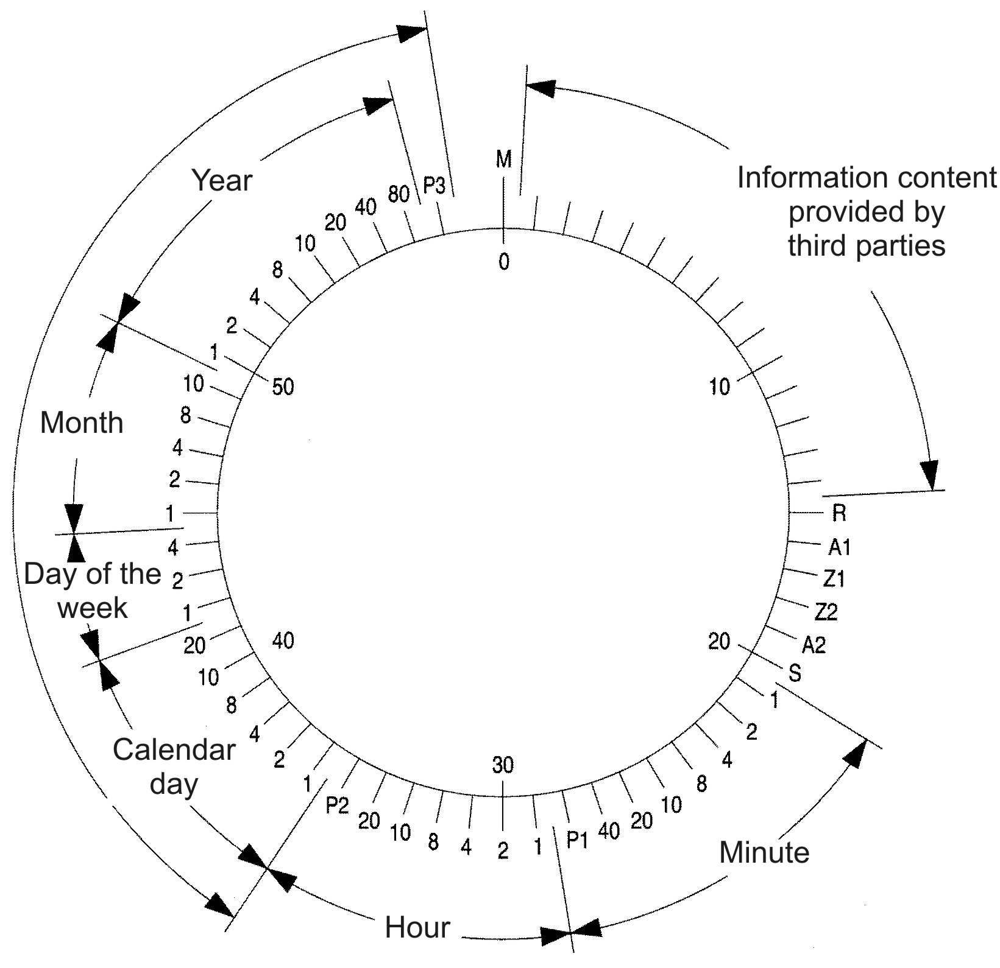 M
0
Information content
provided by
third parties
10
R
A1
Z1
Z2
A2
20
S
1
2
4
8
10
20
40
P1
Minute
1
2
30
4
8
10
20
P2
Hour
1
2
4
8
10
20
40
Calendar
day
1
2
4
Day of the
week
1
2
4
8
10
Month
50
1
2
4
8
10
20
40
80
Year
P3